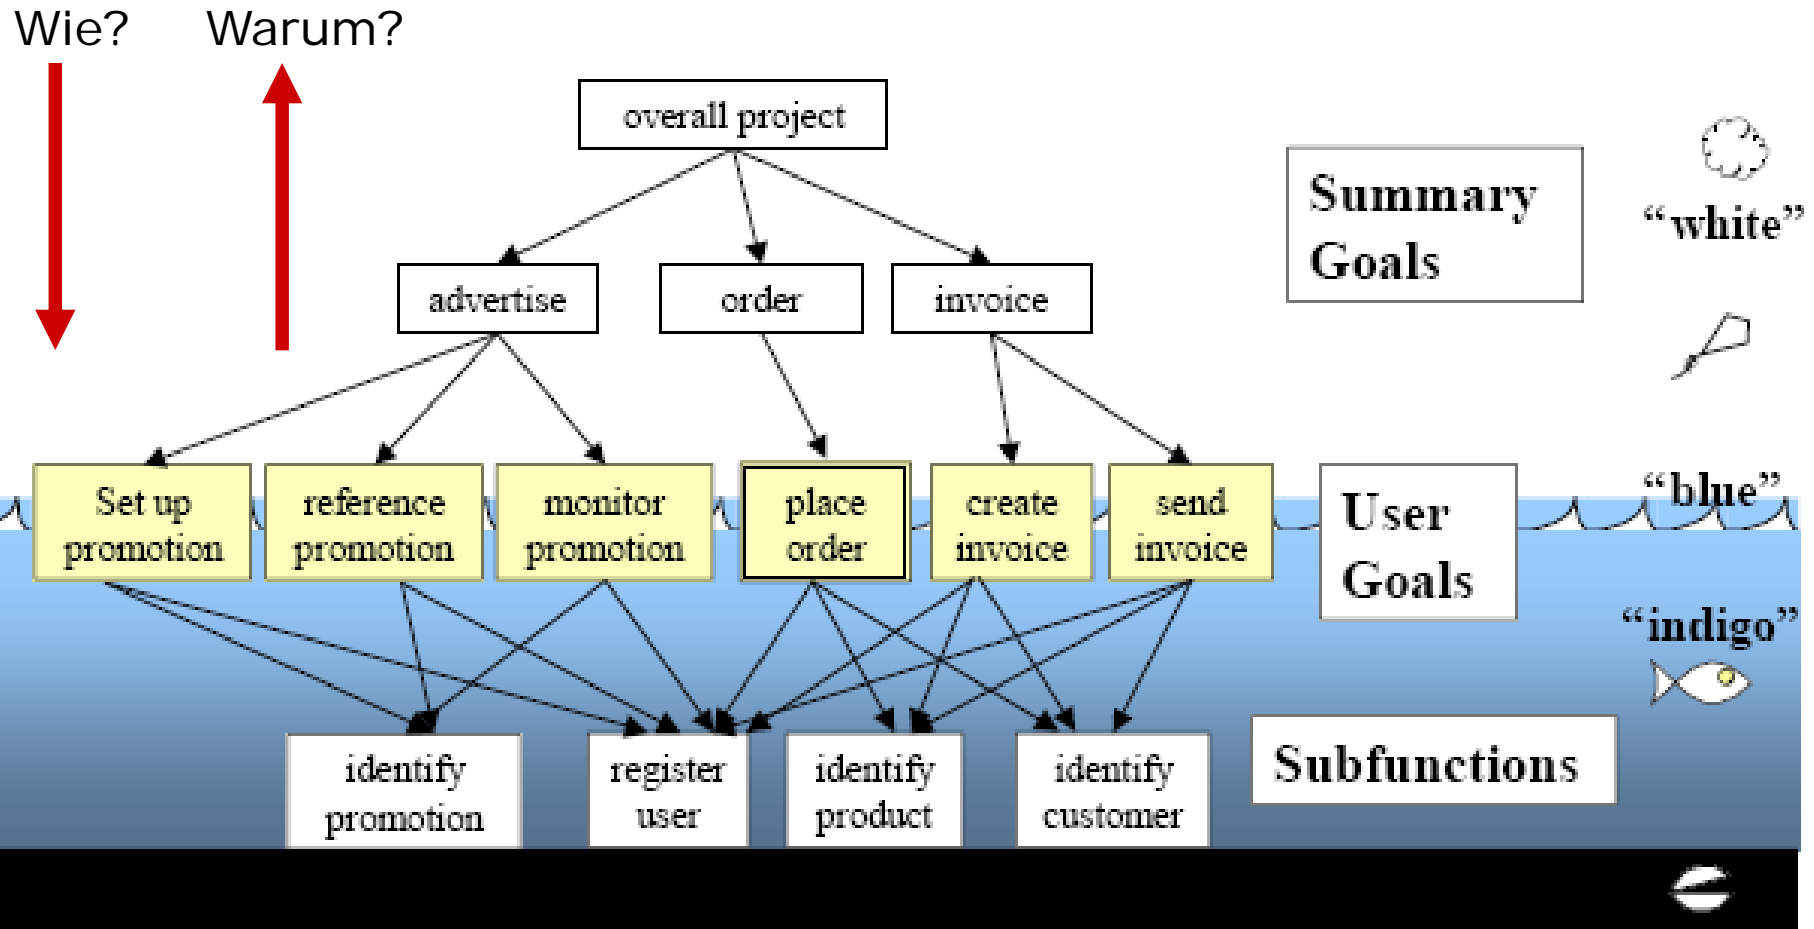 Wie? Warum?
overall project
Summary
Goals
“white”
advertise
order
invoice
Set up
promotion
reference
promotion
monitor
promotion
place
order
create
invoice
send
invoice
User
Goals
“blue”
“indigo”
identify
promotion
register
user
identify
product
identify
customer
Subfunctions